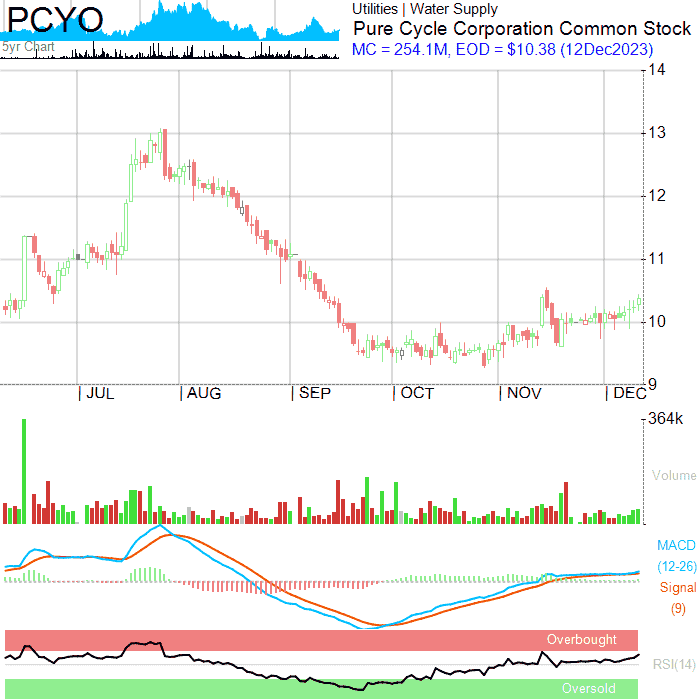 PCYO
5yr Chart
Utilities | Water Supply
Pure Cycle Corporation Common Stock
MC = 254.1M, EOD = $10.38 (12Dec2023)
14
13
12
11
10
9
| JUL | AUG | SEP | OCT | NOV | DEC
364k
Volume
MACD
(12-26)
Signal
(9)
Overbought
RSI(14)
Oversold